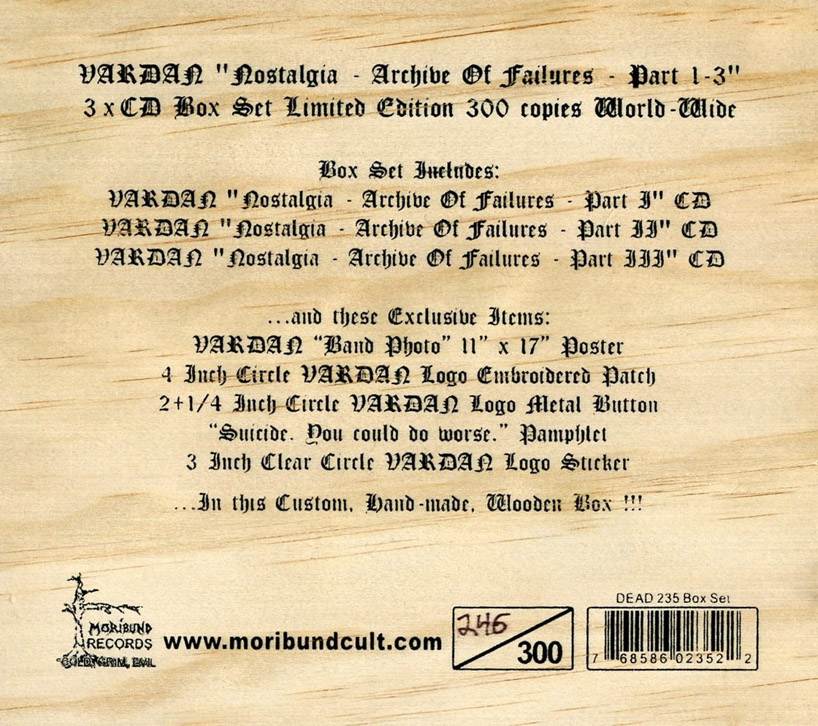 VARDAN "Nostalgia - Archive Of Failures - Part 1-3"
3 x CD Box Set Limited Edition 300 copies World-Wide
Box Set Includes:
VARDAN "Nostalgia - Archive Of Failures - Part I" CD
VARDAN "Nostalgia - Archive Of Failures - Part II" CD
VARDAN "Nostalgia - Archive Of Failures - Part III" CD
...and these Exclusive Items:
VARDAN “Band Photo” 11” x 17” Poster
4 Inch Circle VARDAN Logo Embroidered Patch
2+1/4 Inch Circle VARDAN Logo Metal Button
“Suicide. You could do worse.” Pamphlet
3 Inch Clear Circle VARDAN Logo Sticker
...In this Custom, Hand-made, Wooden Box !!!
MORIBUND
RECORDS
CULT, GRIM, EVIL
www.moribundcult.com
246
300
DEAD 235 Box Set
7 68586 02352 2